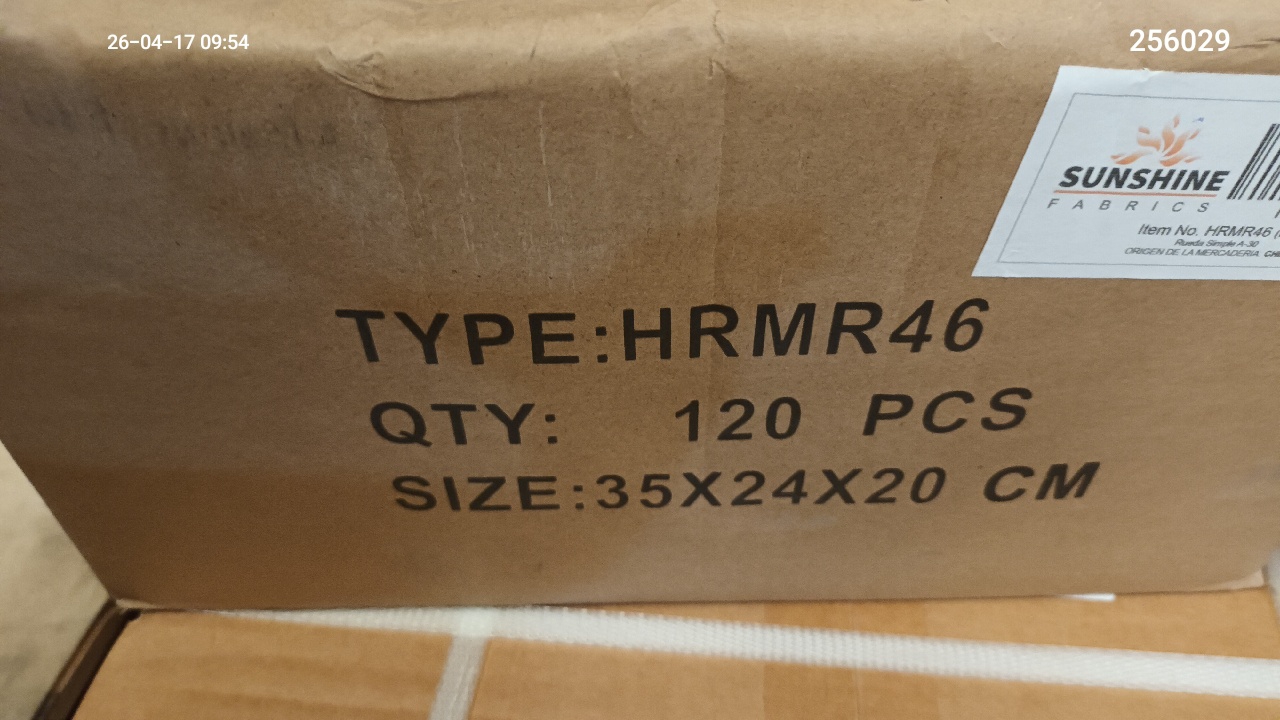 26-04-17 09:54
256029
SUNSHINE
FABRICS
Item No. HRMR46
Rueda Simple A-30
ORIGEN DE LA MERCADERIA
TYPE:HRMR46
QTY: 120 PCS
SIZE:35X24X20 CM